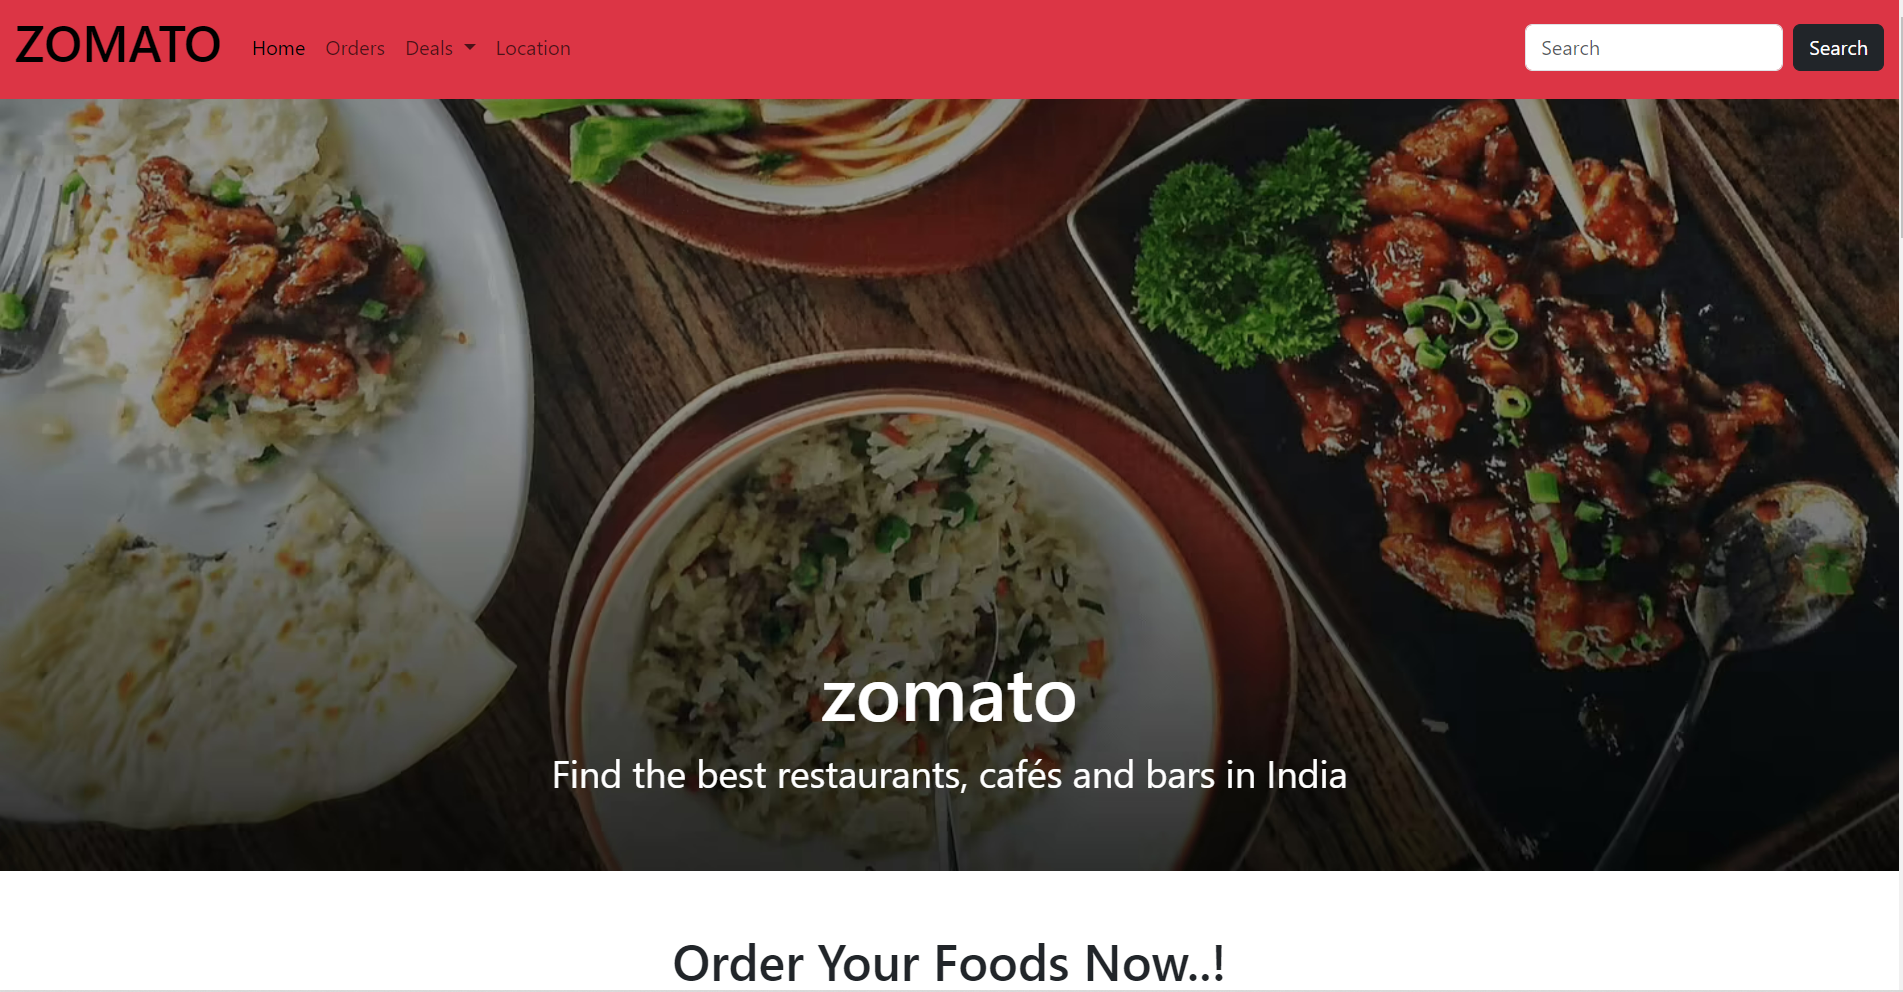 ZOMATO Home Orders Deals Location Search Search
zomato
Find the best restaurants, cafés and bars in India
Order Your Foods Now..!